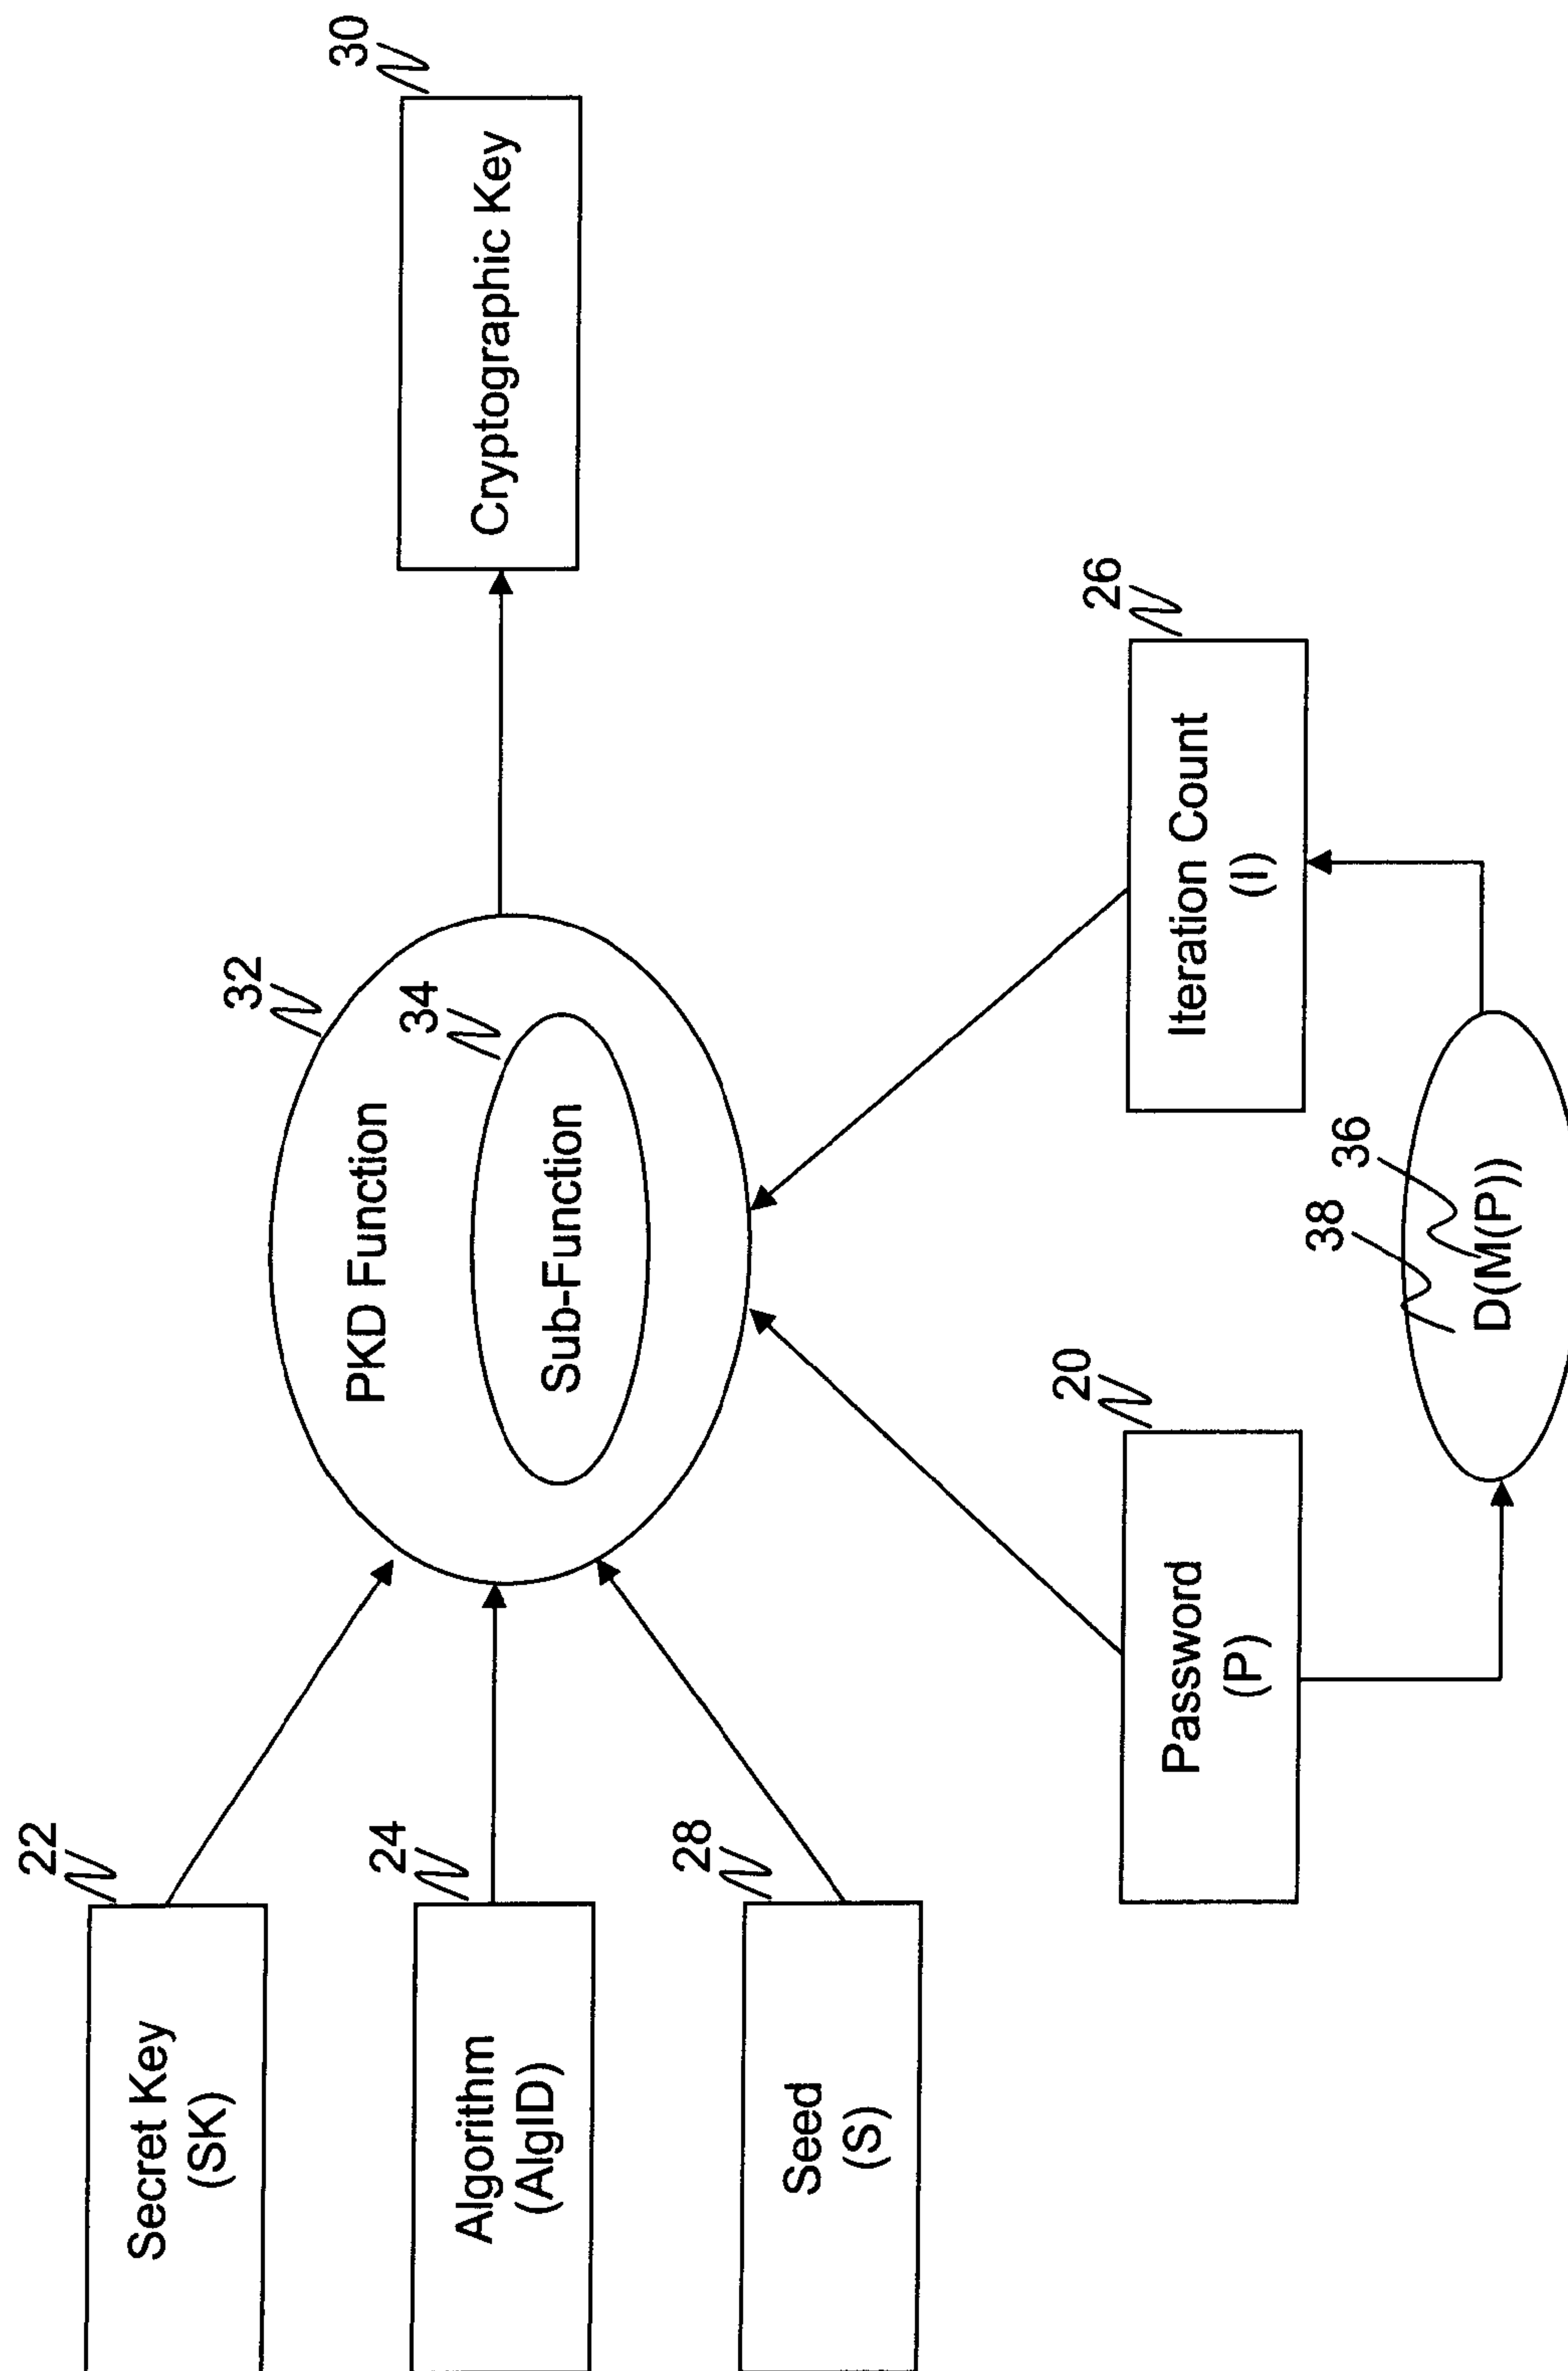 22
Secret Key
(SK)
24
Algorithm
(AlgID)
28
Seed
(S)
32
PKD Function
34
Sub-Function
30
Cryptographic Key
20
Password
(P)
26
Iteration Count
(I)
38
36
D(M(P))